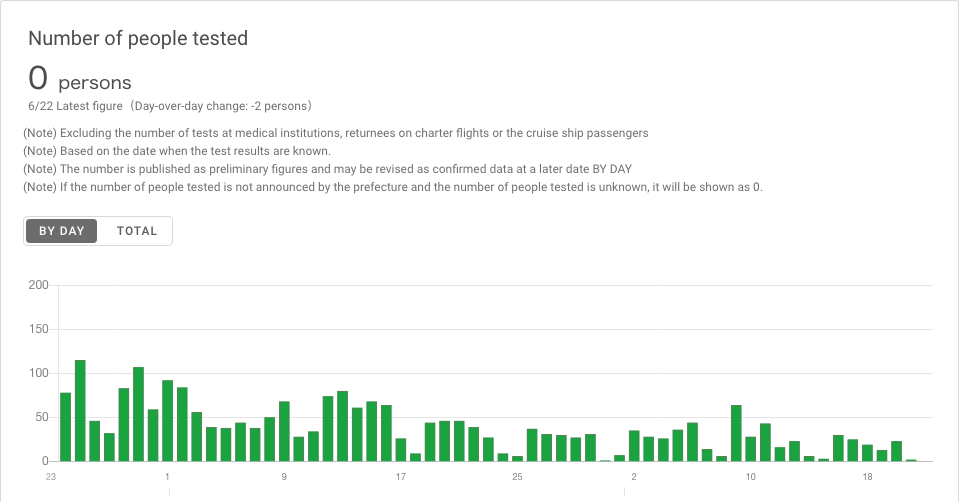 Number of people tested
0 persons
6/22 Latest figure（Day-over-day change: -2 persons）
(Note) Excluding the number of tests at medical institutions, returnees on charter flights or the cruise ship passengers
(Note) Based on the date when the test results are known.
(Note) The number is published as preliminary figures and may be revised as confirmed data at a later date BY DAY
(Note) If the number of people tested is not announced by the prefecture and the number of people tested is unknown, it will be shown as 0.
BY DAY TOTAL
200
150
100
50
0
23 1 9 17 25 2 10 18